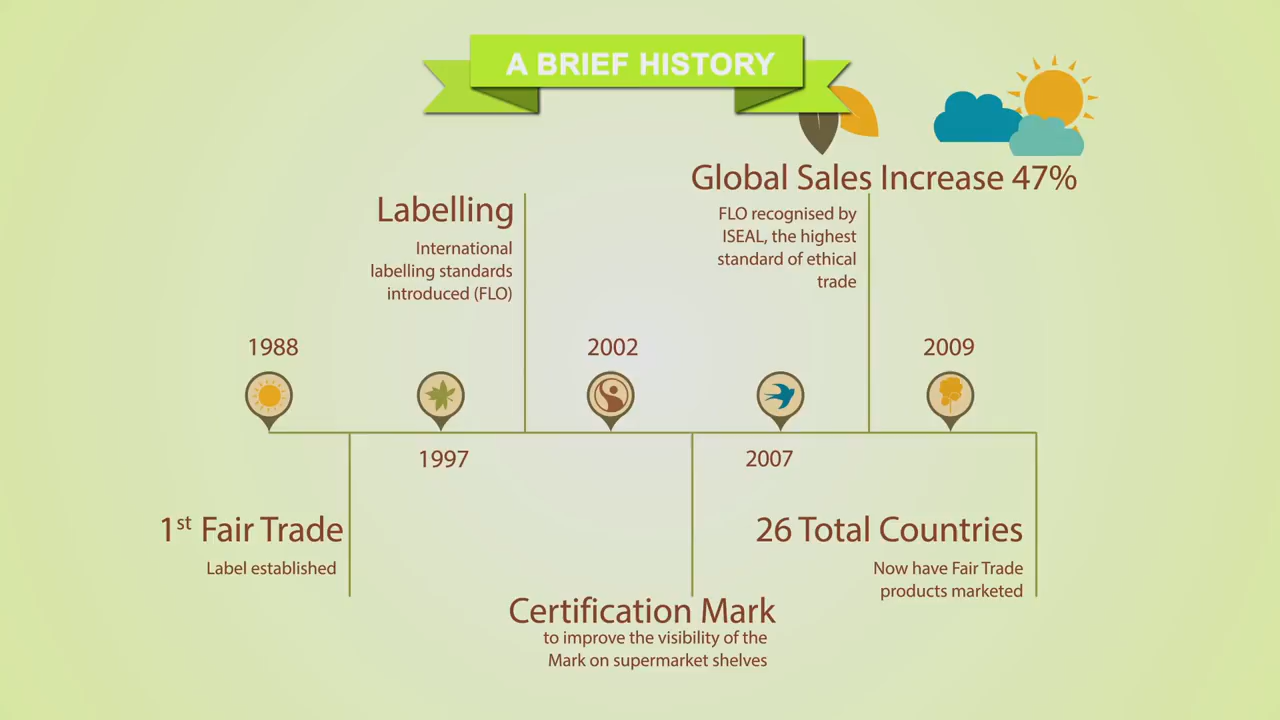 A BRIEF HISTORY
Global Sales Increase 47%
FLO recognised by
ISEAL, the highest
standard of ethical
trade
Labelling
International
labelling standards
introduced (FLO)
1988
2002
2009
1997
2007
1st Fair Trade
Label established
26 Total Countries
Now have Fair Trade
products marketed
Certification Mark
to improve the visibility of the
Mark on supermarket shelves